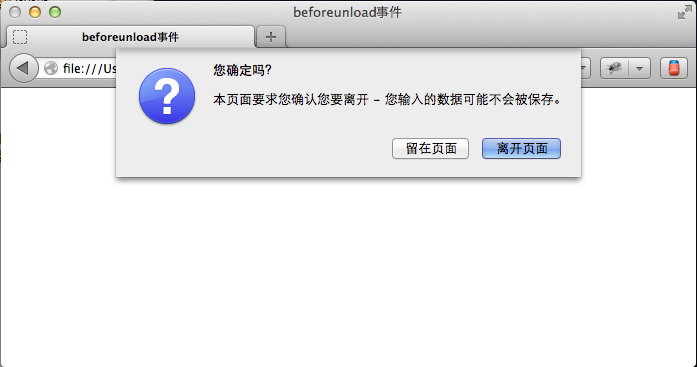 beforeunload事件
beforeunload事件
file:///Us
您确定吗?
本页面要求您确认您要离开 - 您输入的数据可能不会被保存。
留在页面
离开页面